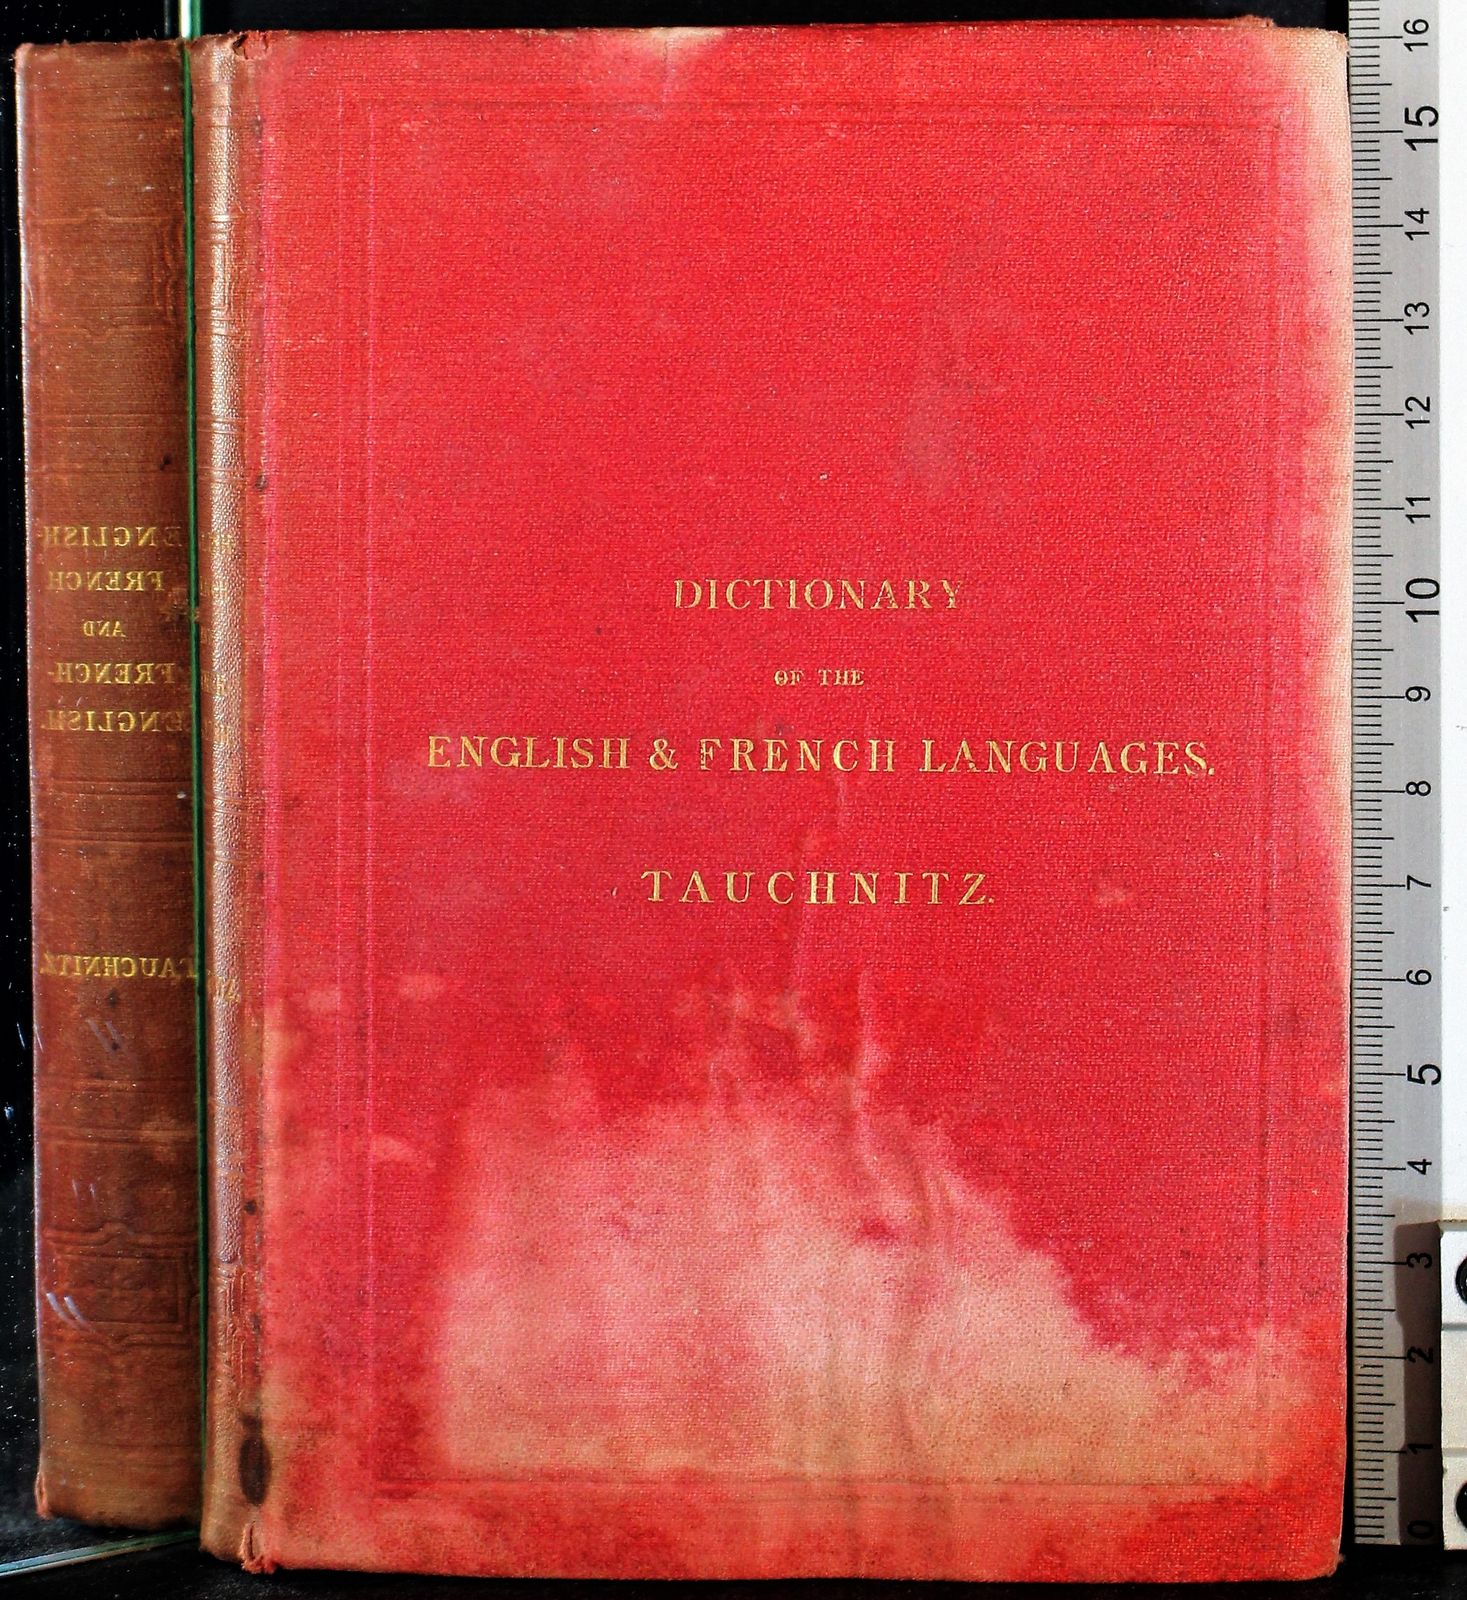 DICTIONARY
OF THE
ENGLISH & FRENCH LANGUAGES.
TAUCHNITZ.
ENGLISH-
FRENCH
AND
FRENCH-
ENGLISH.
TAUCHNITZ
16
15
14
13
12
11
10
9
8
7
6
5
4
3
2
1
0